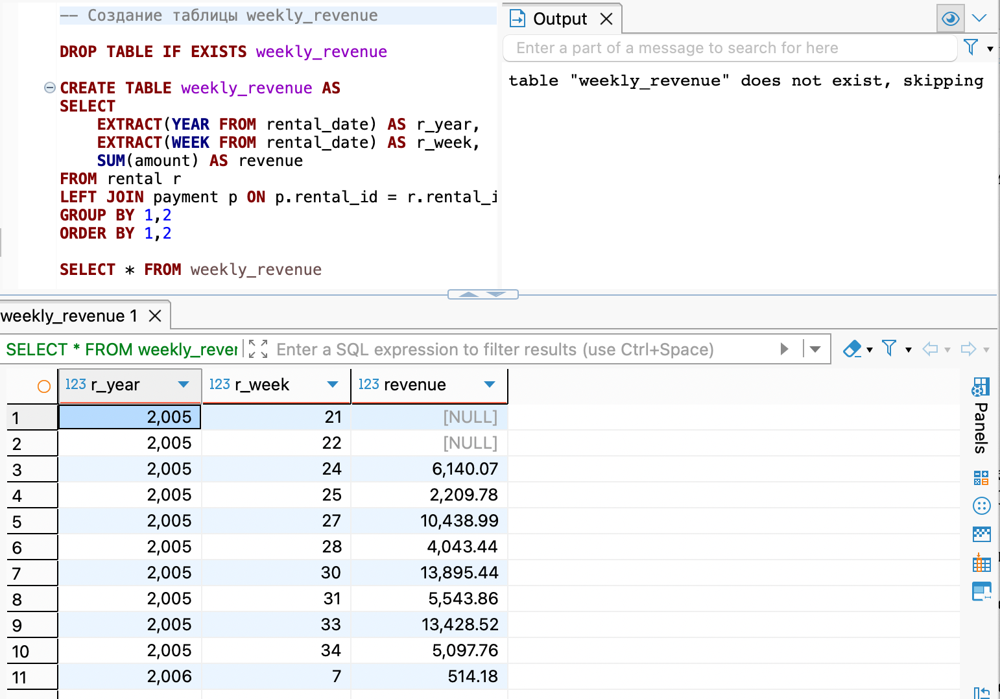 -- Создание таблицы weekly_revenue
DROP TABLE IF EXISTS weekly_revenue
CREATE TABLE weekly_revenue AS
SELECT
EXTRACT(YEAR FROM rental_date) AS r_year,
EXTRACT(WEEK FROM rental_date) AS r_week,
SUM(amount) AS revenue
FROM rental r
LEFT JOIN payment p ON p.rental_id = r.rental_i
GROUP BY 1,2
ORDER BY 1,2
SELECT * FROM weekly_revenue
Output
Enter a part of a message to search for here
table "weekly_revenue" does not exist, skipping
weekly_revenue 1
SELECT * FROM weekly_rever
Enter a SQL expression to filter results (use Ctrl+Space)
123 r_year 123 r_week 123 revenue
1 2,005 21 [NULL]
2 2,005 22 [NULL]
3 2,005 24 6,140.07
4 2,005 25 2,209.78
5 2,005 27 10,438.99
6 2,005 28 4,043.44
7 2,005 30 13,895.44
8 2,005 31 5,543.86
9 2,005 33 13,428.52
10 2,005 34 5,097.76
11 2,006 7 514.18
Panels